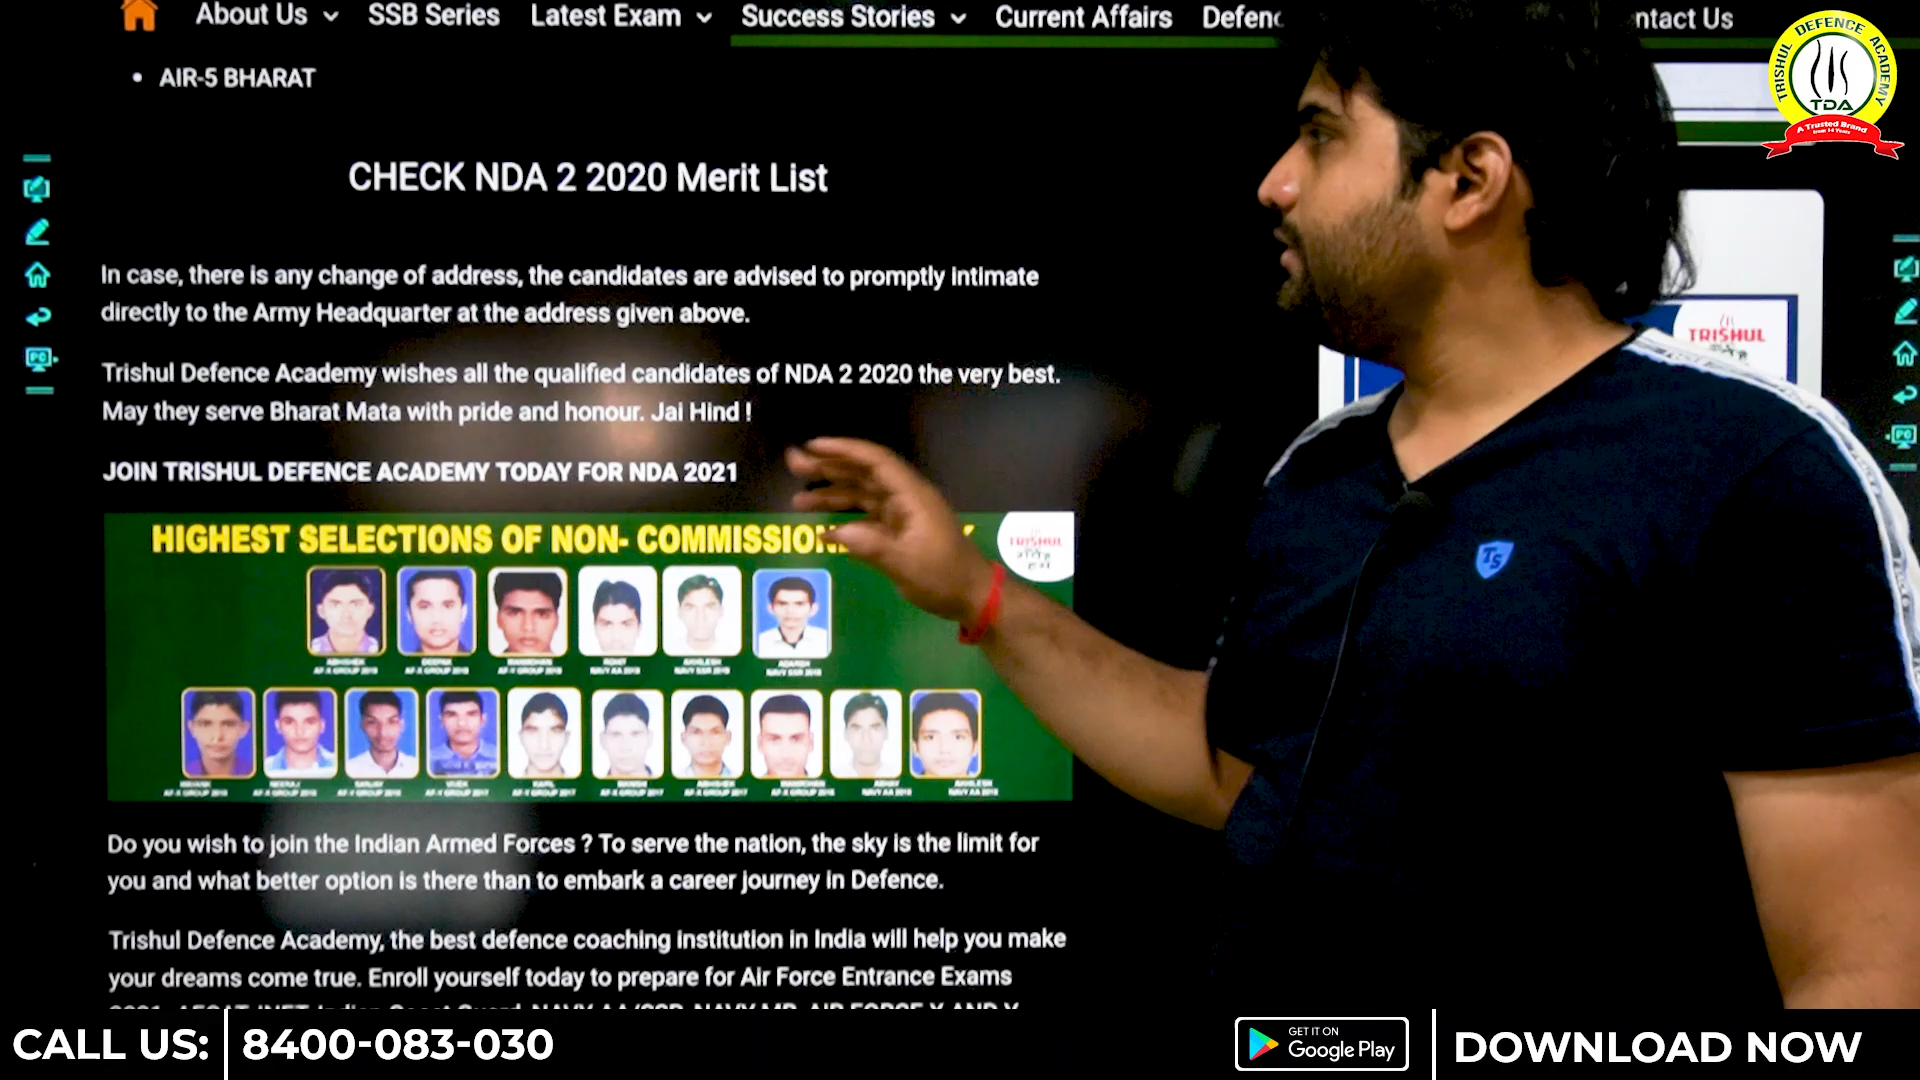 About Us
SSB Series
Latest Exam
Success Stories
Current Affairs
ntact Us
• AIR-5 BHARAT
TRISHUL DEFENCE ACADEMY
TDA
A Trusted Brand
from 14 Years
CHECK NDA 2 2020 Merit List
In case, there is any change of address, the candidates are advised to promptly intimate
directly to the Army Headquarter at the address given above.
TRISHUL
Trishul Defence Academy wishes all the qualified candidates of NDA 2 2020 the very best.
May they serve Bharat Mata with pride and honour. Jai Hind !
JOIN TRISHUL DEFENCE ACADEMY TODAY FOR NDA 2021
HIGHEST SELECTIONS OF NON- COMMISSION
TRISHUL
TS
PC
PC
Do you wish to join the Indian Armed Forces ? To serve the nation, the sky is the limit for
you and what better option is there than to embark a career journey in Defence.
Trishul Defence Academy, the best defence coaching institution in India will help you make
your dreams come true. Enroll yourself today to prepare for Air Force Entrance Exams
CALL US: 8400-083-030
GET IT ON
Google Play
DOWNLOAD NOW